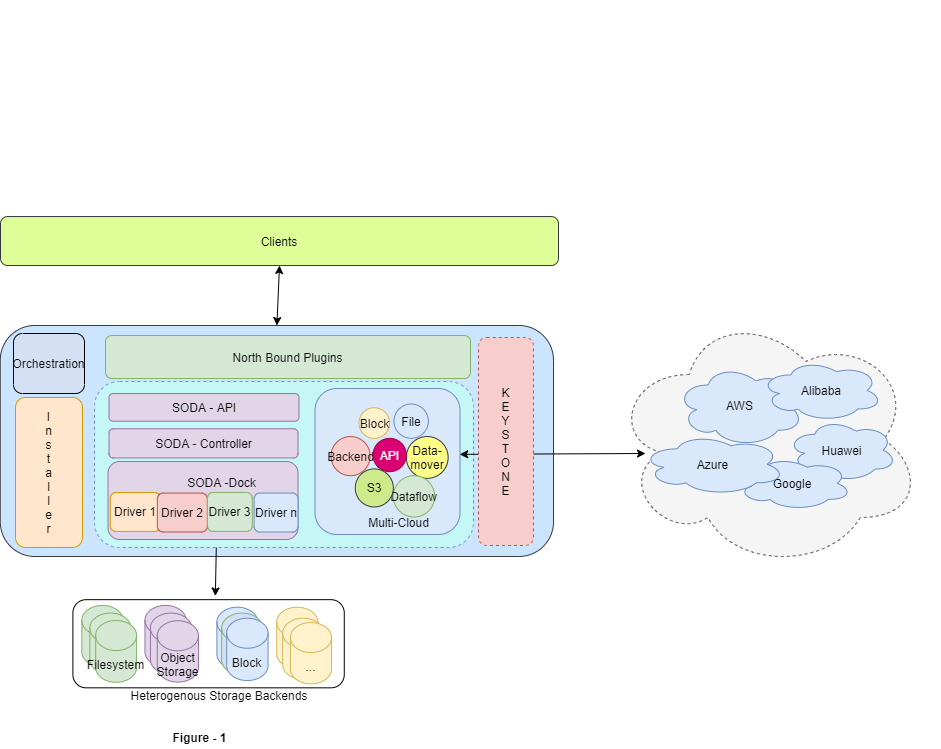 Clients
Orchestration
North Bound Plugins
Installer
SODA - API
SODA - Controller
SODA -Dock
Driver 1
Driver 2
Driver 3
Driver n
Block
File
Backend
API
Data-
mover
S3
Dataflow
Multi-Cloud
KEYSTONE
AWS
Alibaba
Azure
Huawei
Google
Filesystem
Object
Storage
Block
...
Heterogenous Storage Backends
Figure - 1